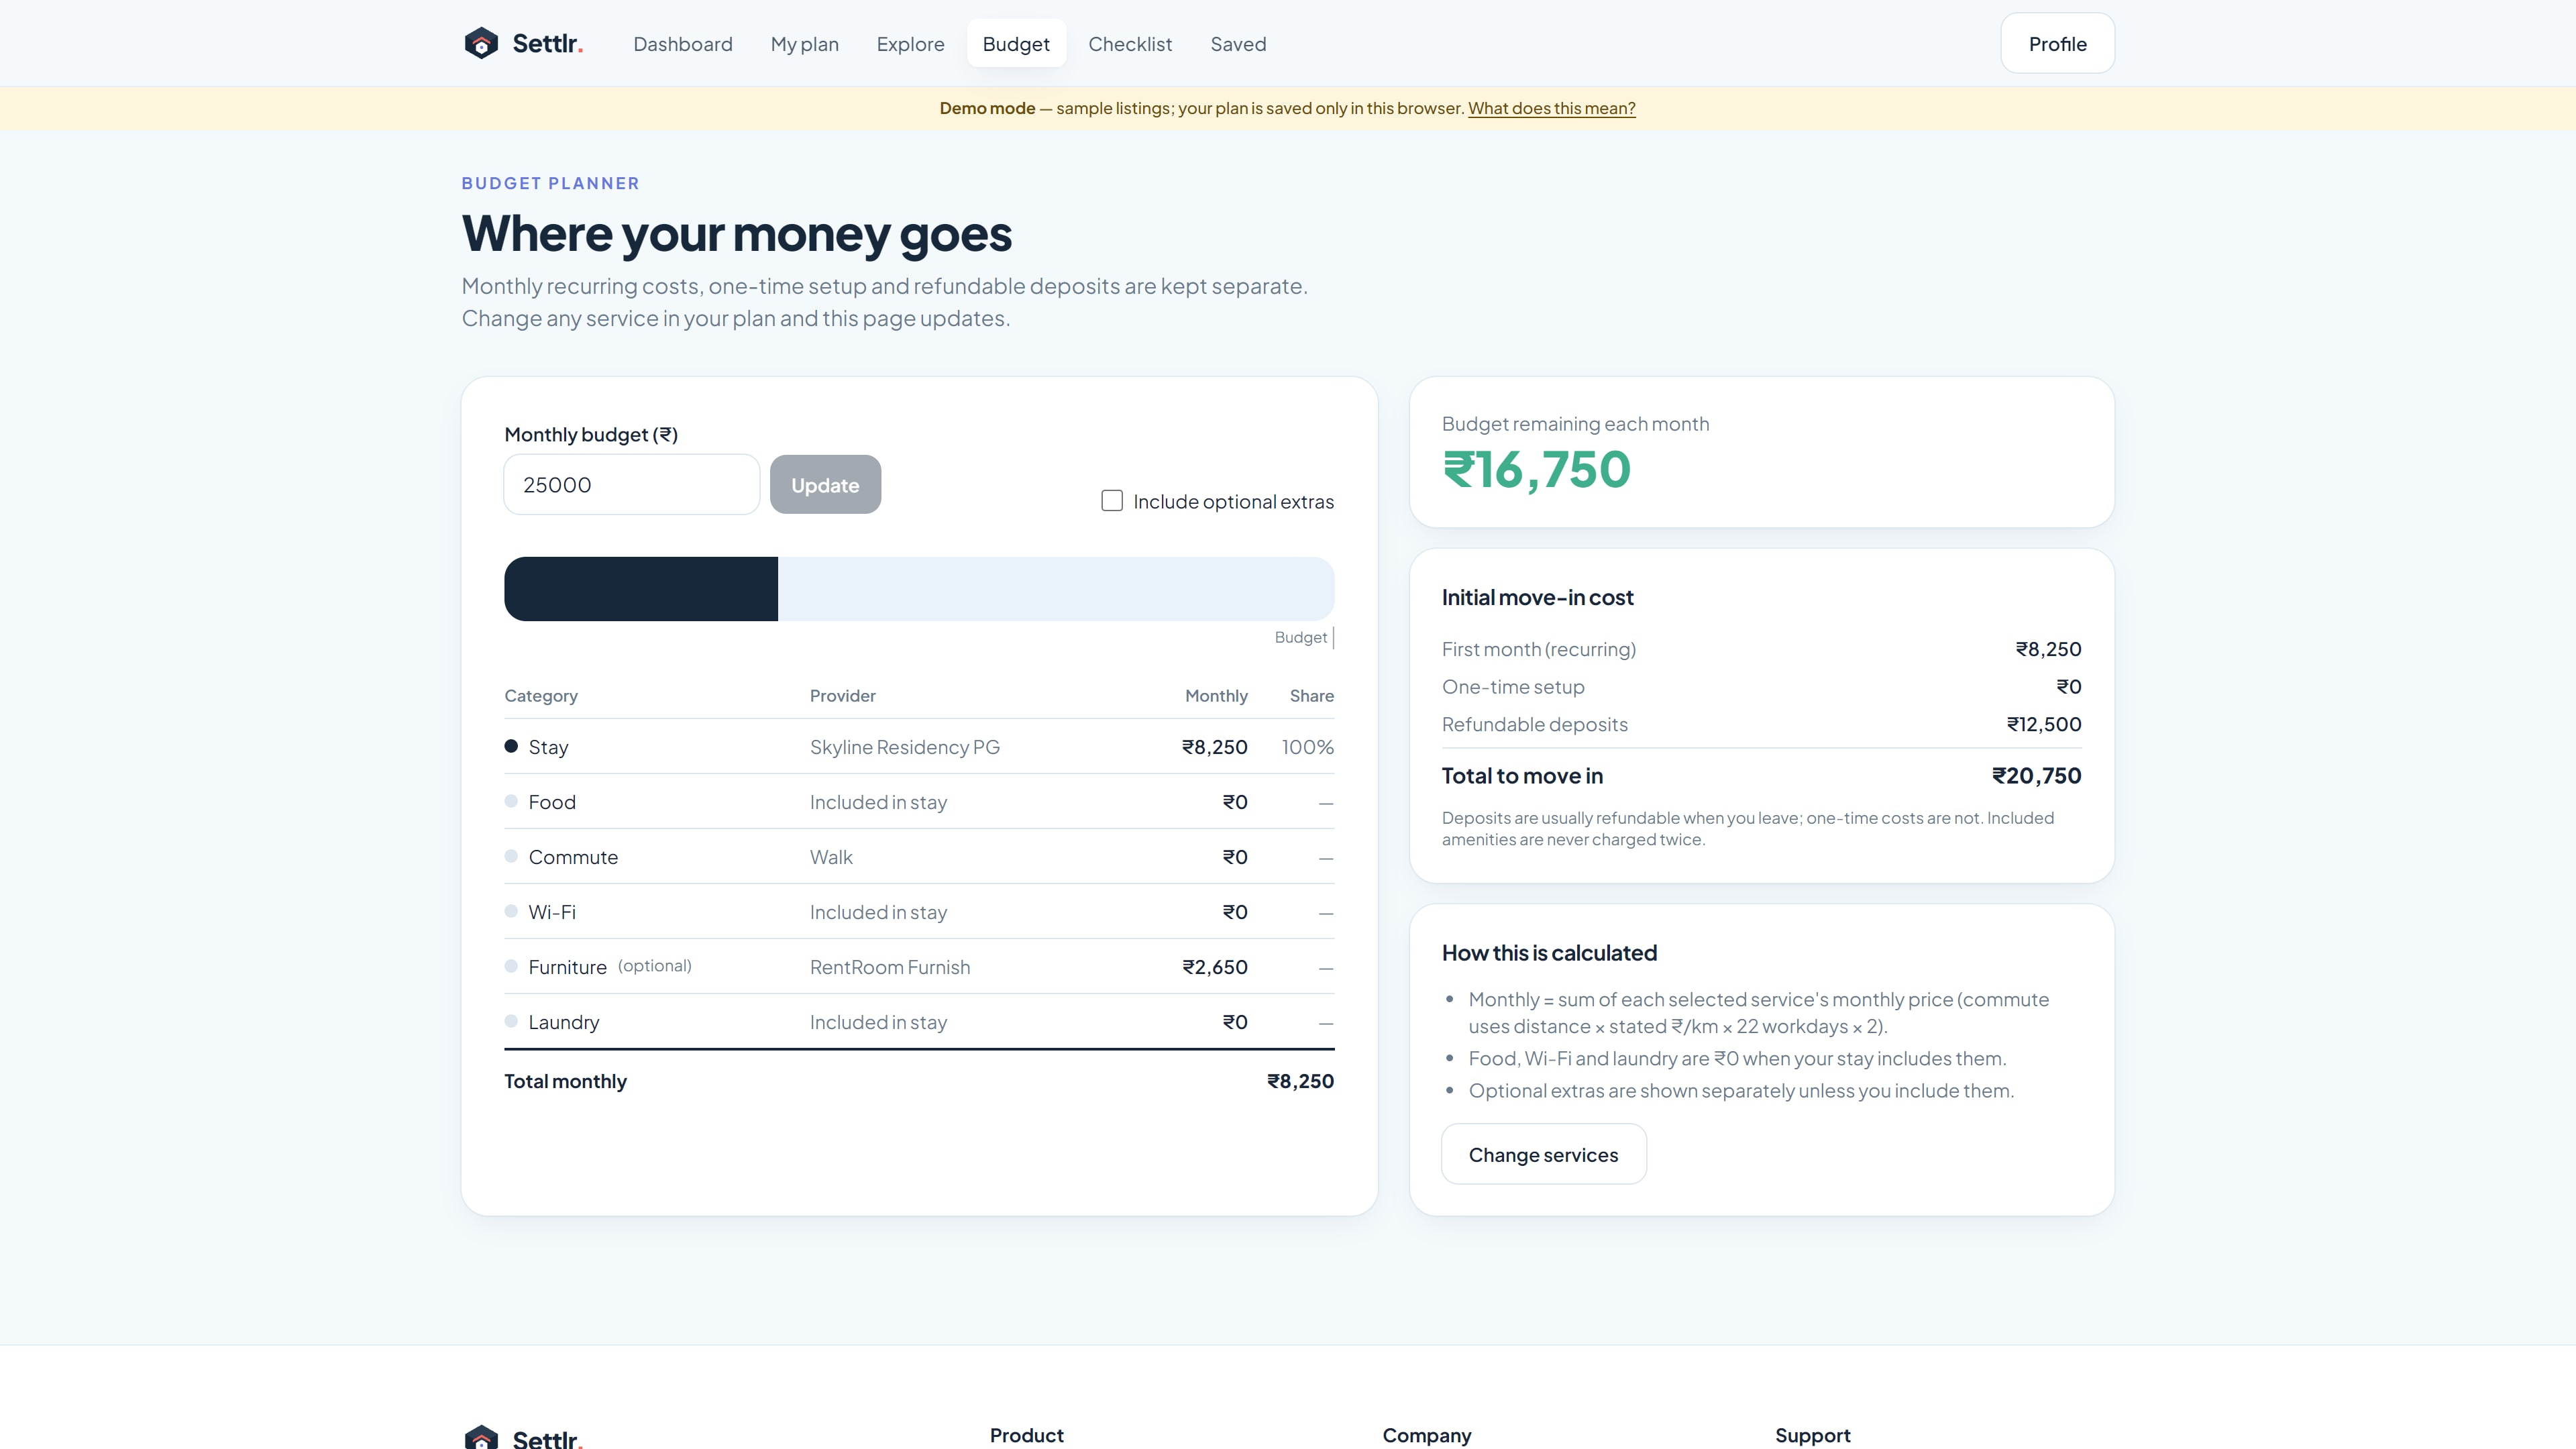 Settlr. Dashboard My plan Explore Budget Checklist Saved Profile
Demo mode — sample listings; your plan is saved only in this browser. What does this mean?
BUDGET PLANNER
Where your money goes
Monthly recurring costs, one-time setup and refundable deposits are kept separate.
Change any service in your plan and this page updates.
Monthly budget (₹)
25000 Update Include optional extras
Budget
Category Provider Monthly Share
Stay Skyline Residency PG ₹8,250 100%
Food Included in stay ₹0 —
Commute Walk ₹0 —
Wi-Fi Included in stay ₹0 —
Furniture (optional) RentRoom Furnish ₹2,650 —
Laundry Included in stay ₹0 —
Total monthly ₹8,250
Budget remaining each month
₹16,750
Initial move-in cost
First month (recurring) ₹8,250
One-time setup ₹0
Refundable deposits ₹12,500
Total to move in ₹20,750
Deposits are usually refundable when you leave; one-time costs are not. Included
amenities are never charged twice.
How this is calculated
• Monthly = sum of each selected service's monthly price (commute
uses distance × stated ₹/km × 22 workdays × 2).
• Food, Wi-Fi and laundry are ₹0 when your stay includes them.
• Optional extras are shown separately unless you include them.
Change services
Settlr. Product Company Support